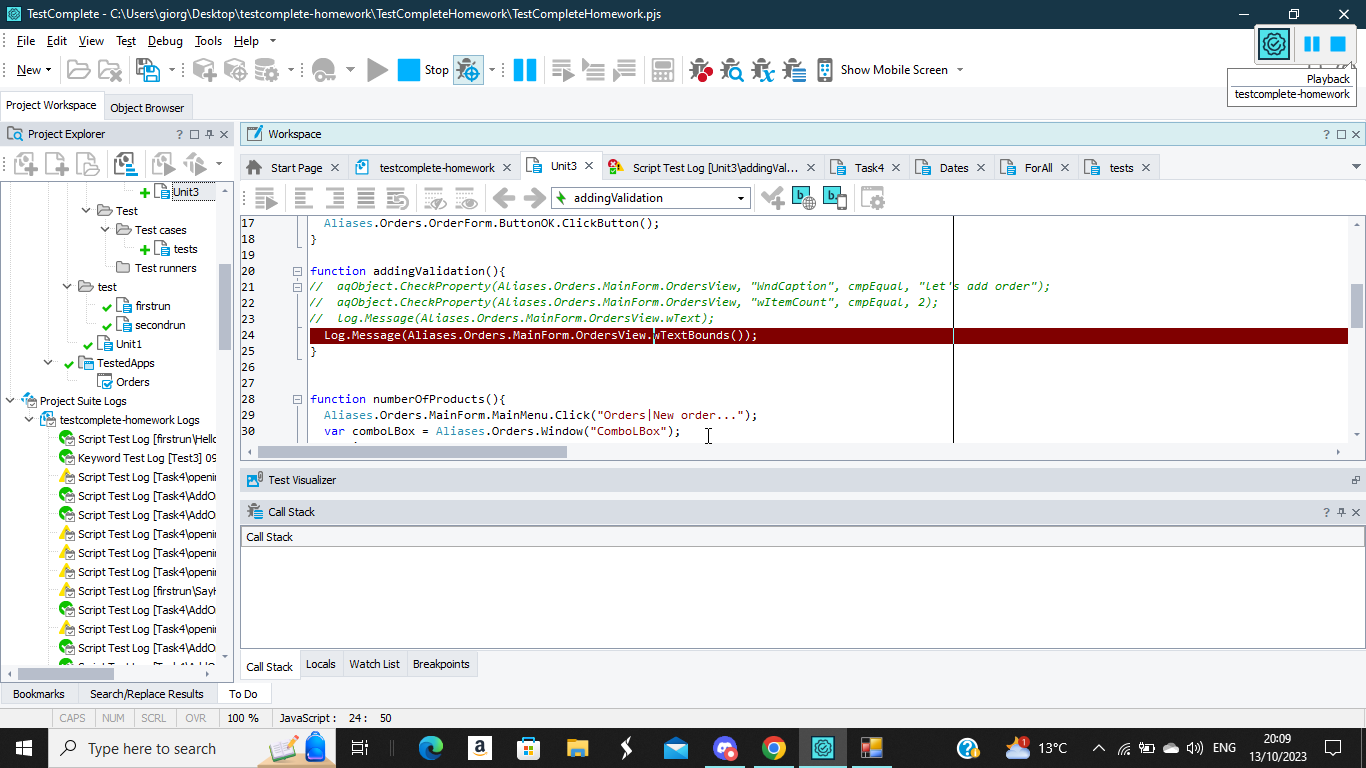 TestComplete - C:\Users\giorg\Desktop\testcomplete-homework\TestCompleteHomework\TestCompleteHomework.pjs
File Edit View Test Debug Tools Help
New Stop Show Mobile Screen
Playback
testcomplete-homework
Project Workspace Object Browser
Project Explorer
Workspace
Start Page testcomplete-homework Unit3 Script Test Log [Unit3\addingVal... Task4 Dates ForAll tests
addingValidation
Unit3
Test
Test cases
tests
Test runners
test
firstrun
secondrun
Unit1
TestedApps
Orders
Project Suite Logs
testcomplete-homework Logs
Script Test Log [firstrun\Hello
Keyword Test Log [Test3] 09
Script Test Log [Task4\openi
Script Test Log [Task4\AddO
Script Test Log [Task4\AddO
Script Test Log [Task4\openi
Script Test Log [Task4\openi
Script Test Log [Task4\openi
Script Test Log [firstrun\SayH
Script Test Log [Task4\AddO
Script Test Log [Task4\openi
Script Test Log [Task4\AddO
17 Aliases.Orders.OrderForm.ButtonOK.ClickButton();
18 }
19
20 function addingValidation(){
21 // aqObject.CheckProperty(Aliases.Orders.MainForm.OrdersView, "WndCaption", cmpEqual, "Let's add order");
22 // aqObject.CheckProperty(Aliases.Orders.MainForm.OrdersView, "wItemCount", cmpEqual, 2);
23 // log.Message(Aliases.Orders.MainForm.OrdersView.wText);
24 Log.Message(Aliases.Orders.MainForm.OrdersView.wTextBounds());
25 }
26
27
28 function numberOfProducts(){
29 Aliases.Orders.MainForm.MainMenu.Click("Orders|New order...");
30 var comboLBox = Aliases.Orders.Window("ComboLBox");
Test Visualizer
Call Stack
Call Stack
Call Stack Locals Watch List Breakpoints
Bookmarks Search/Replace Results To Do
CAPS NUM SCRL OVR 100 % JavaScript : 24 : 50
Type here to search
13°C
ENG
20:09
13/10/2023